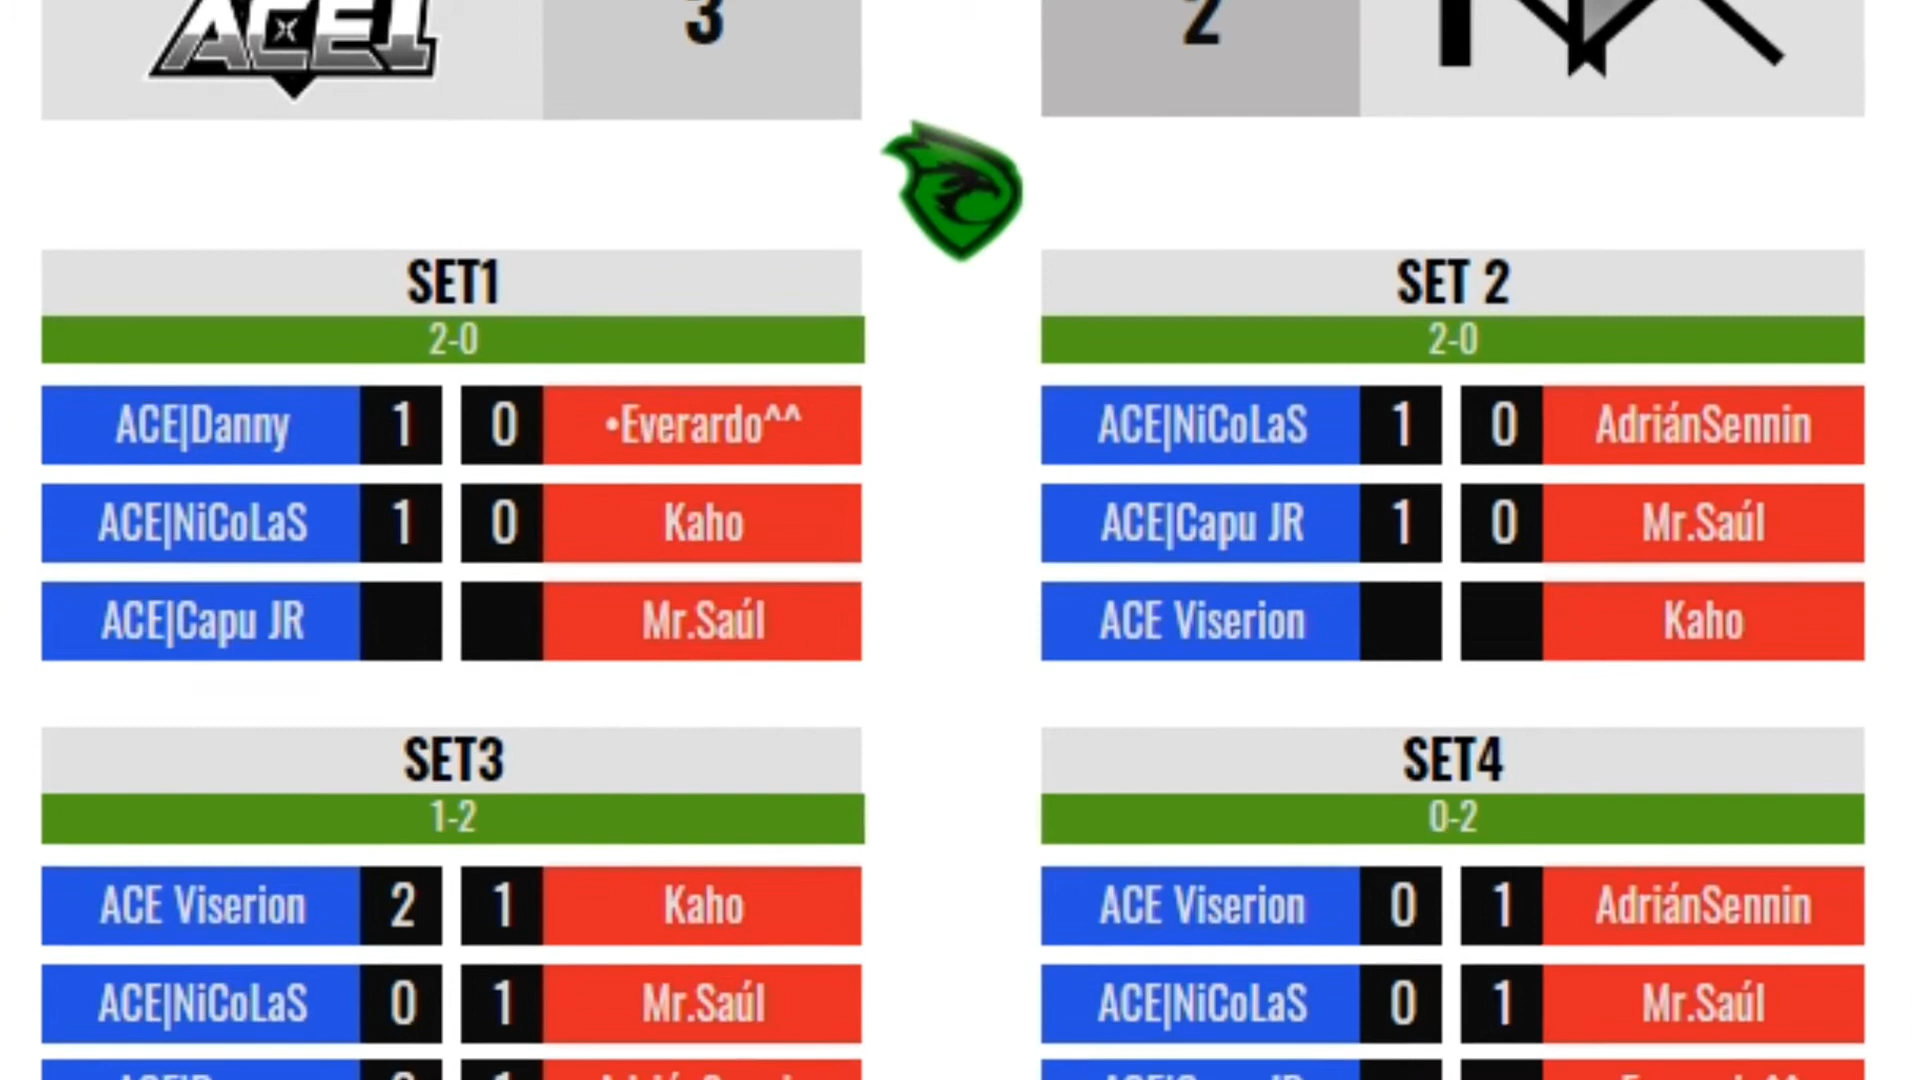 ACE1
3
2
SET1
2-0
ACE|Danny 1 0 •Everardo^^
ACE|NiCoLaS 1 0 Kaho
ACE|Capu JR Mr.Saúl
SET 2
2-0
ACE|NiCoLaS 1 0 AdriánSennin
ACE|Capu JR 1 0 Mr.Saúl
ACE Viserion Kaho
SET3
1-2
ACE Viserion 2 1 Kaho
ACE|NiCoLaS 0 1 Mr.Saúl
SET4
0-2
ACE Viserion 0 1 AdriánSennin
ACE|NiCoLaS 0 1 Mr.Saúl